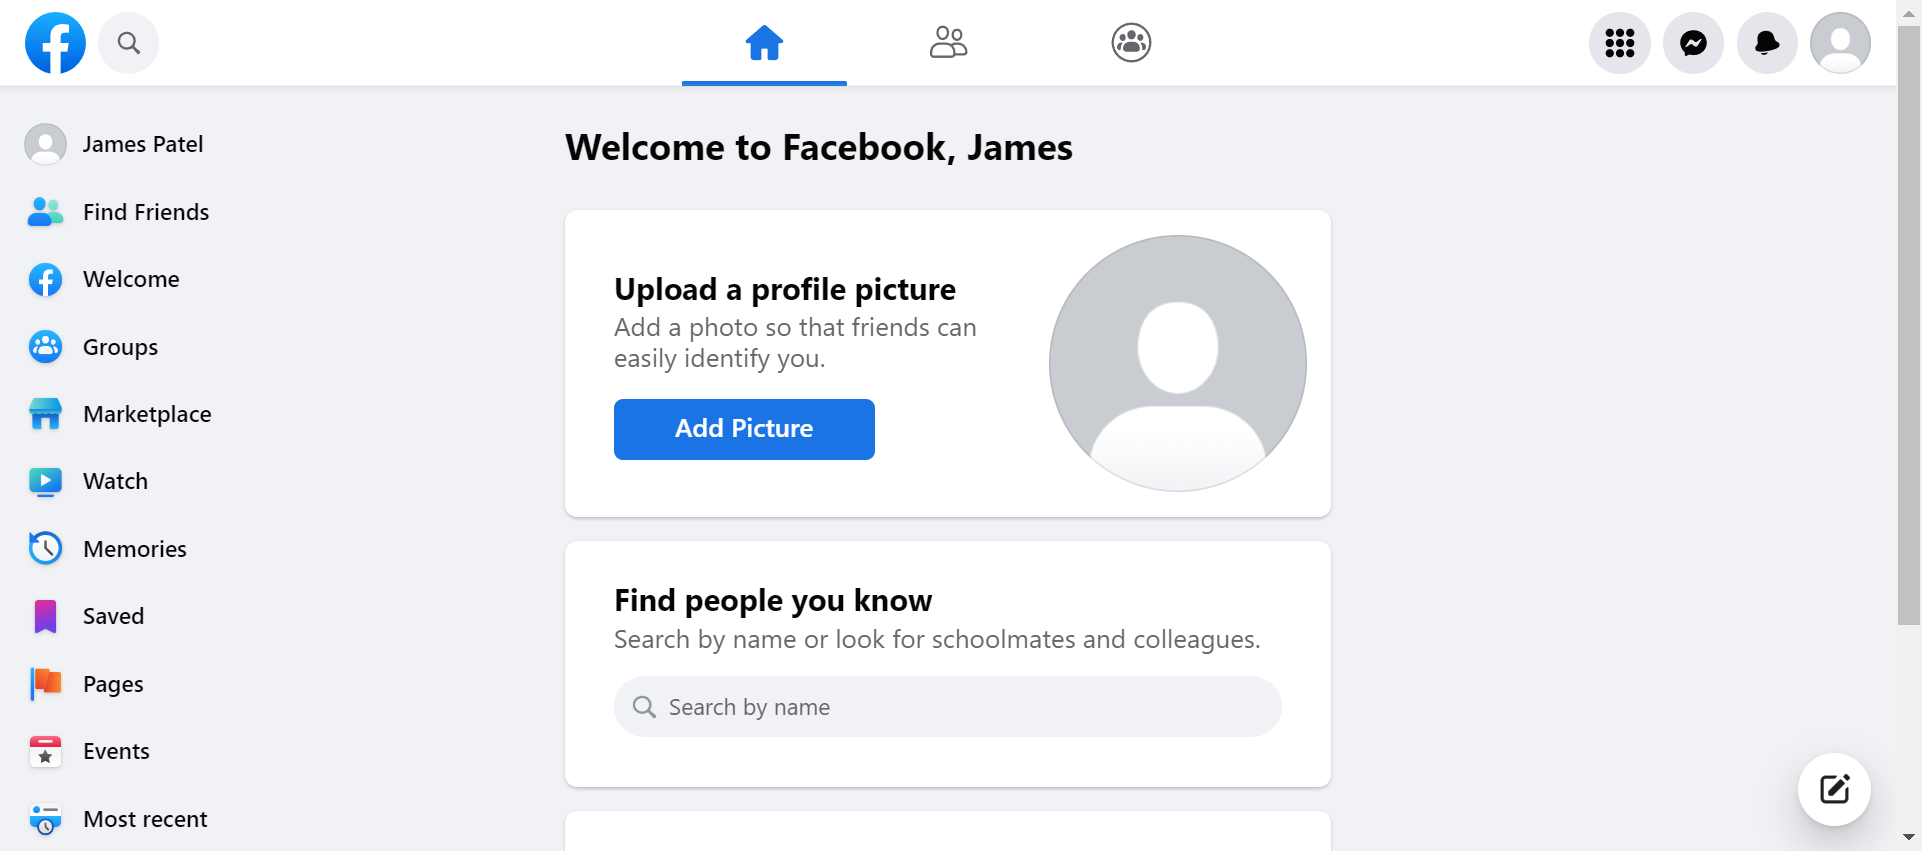 James Patel
Find Friends
Welcome
Groups
Marketplace
Watch
Memories
Saved
Pages
Events
Most recent
Welcome to Facebook, James
Upload a profile picture
Add a photo so that friends can
easily identify you.
Add Picture
Find people you know
Search by name or look for schoolmates and colleagues.
Search by name